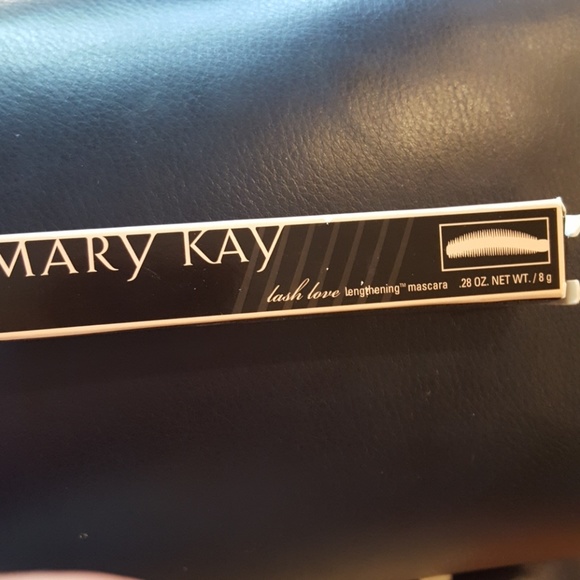 MARY KAY
lash love lengthening™ mascara .28 OZ. NET WT. / 8 g